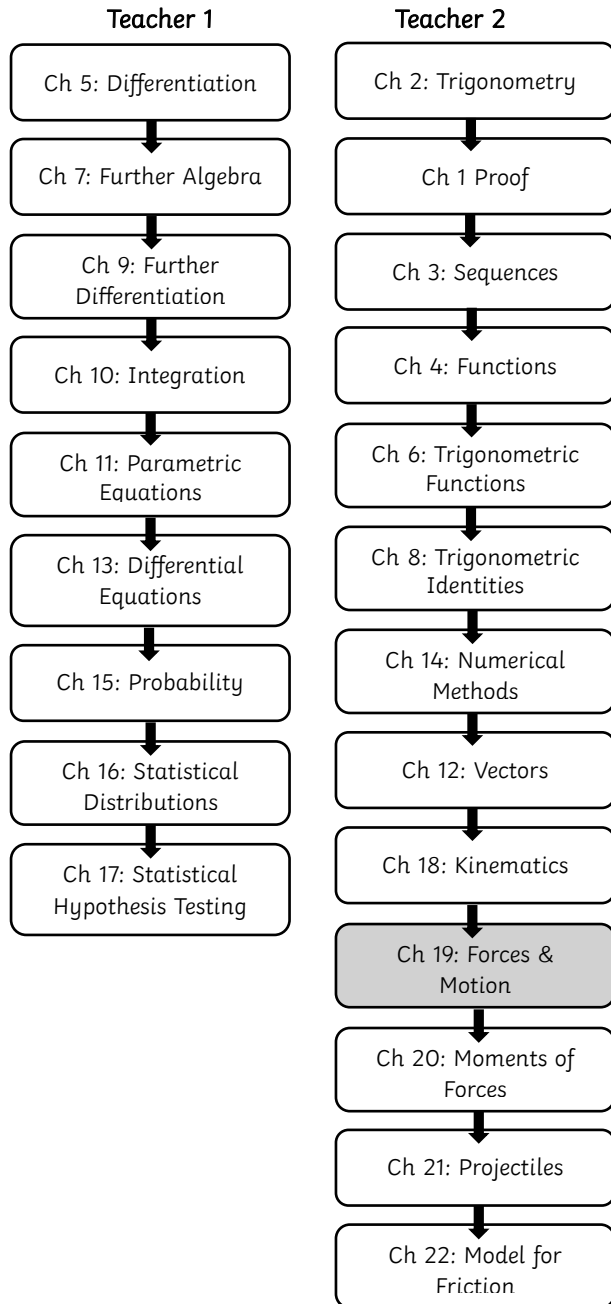 Teacher 1
Ch 5: Differentiation
Ch 7: Further Algebra
Ch 9: Further
Differentiation
Ch 10: Integration
Ch 11: Parametric
Equations
Ch 13: Differential
Equations
Ch 15: Probability
Ch 16: Statistical
Distributions
Ch 17: Statistical
Hypothesis Testing
Teacher 2
Ch 2: Trigonometry
Ch 1 Proof
Ch 3: Sequences
Ch 4: Functions
Ch 6: Trigonometric
Functions
Ch 8: Trigonometric
Identities
Ch 14: Numerical
Methods
Ch 12: Vectors
Ch 18: Kinematics
Ch 19: Forces &
Motion
Ch 20: Moments of
Forces
Ch 21: Projectiles
Ch 22: Model for
Friction